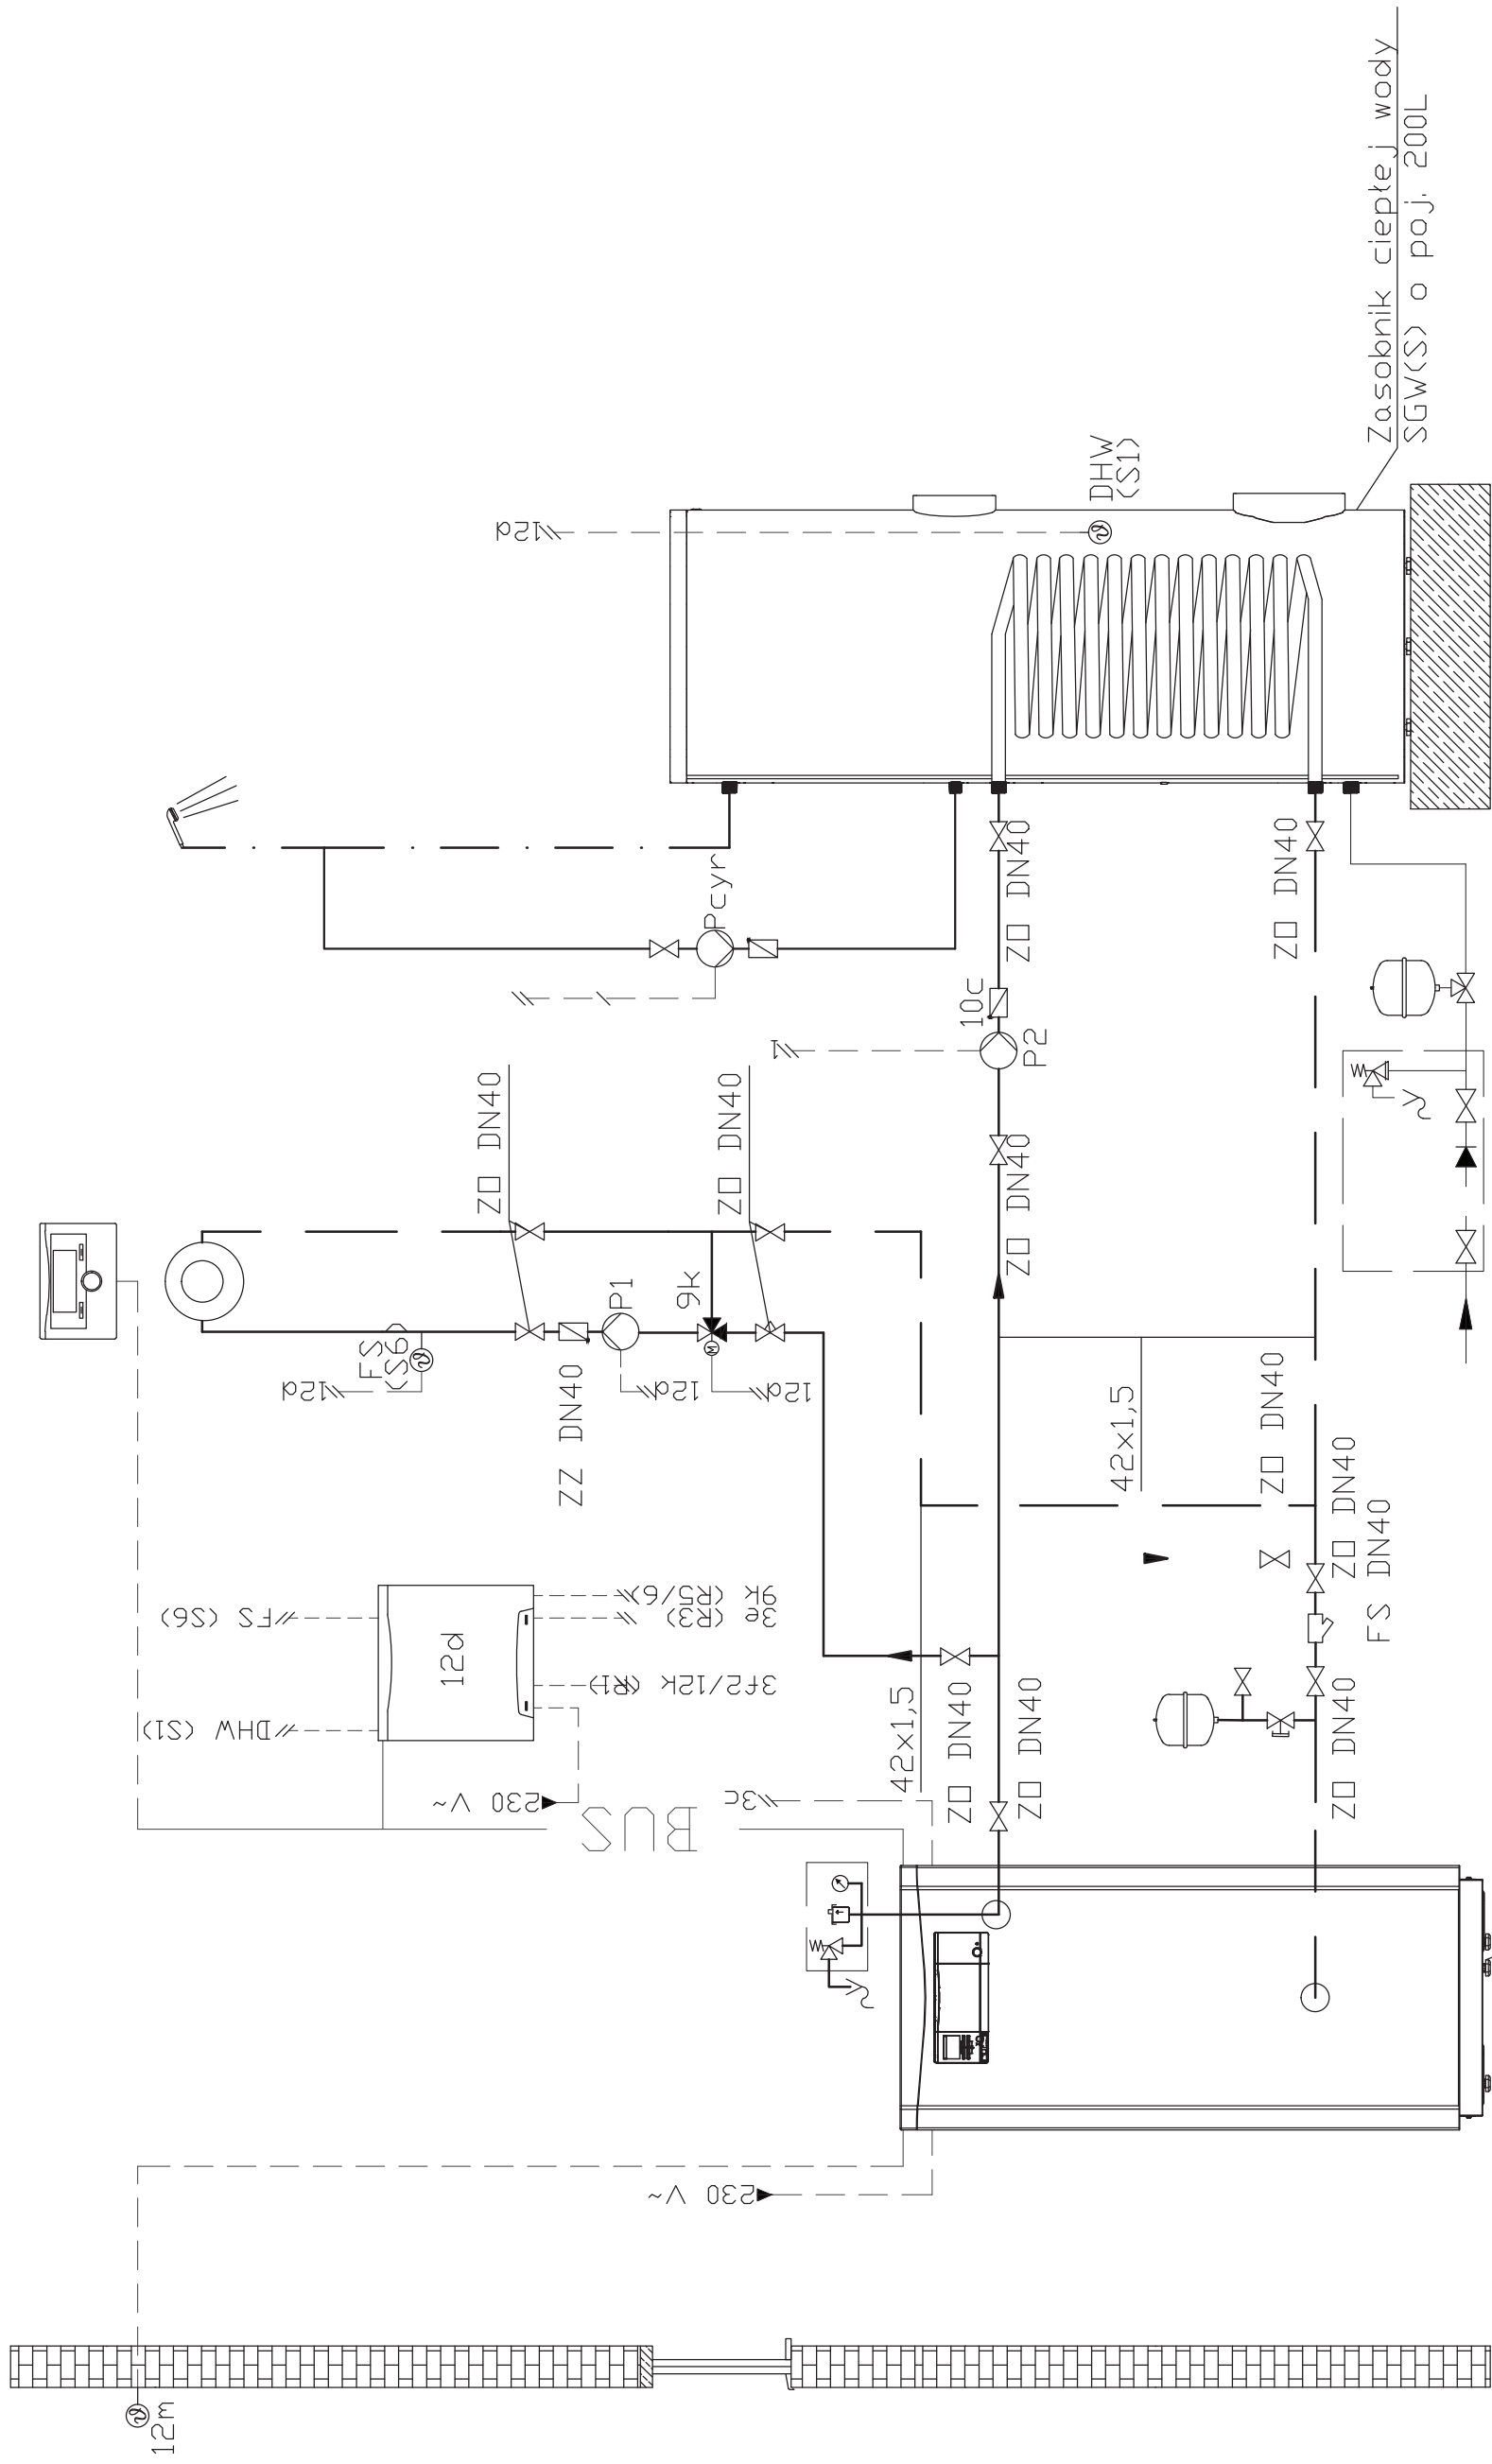 Zasobnik ciepłej wody
SGW(S) o poj. 200L
DHW
(S1)
12d
Pcyr
ZO DN40
ZO DN40
10c
P2
1
ZO DN40
ZO DN40
ZO DN40
P1
9k
M
FS
(S6)
12d
12d
12d
ZZ DN40
42x1,5
ZO DN40
ZO DN40
FS DN40
9k (R5/6)
3e (R3)
3f2/12k (R1)
FS (S6)
DHW (S1)
12d
230 V~
BUS
3c
42x1,5
ZO DN40
ZO DN40
ZO DN40
230 V~
12m